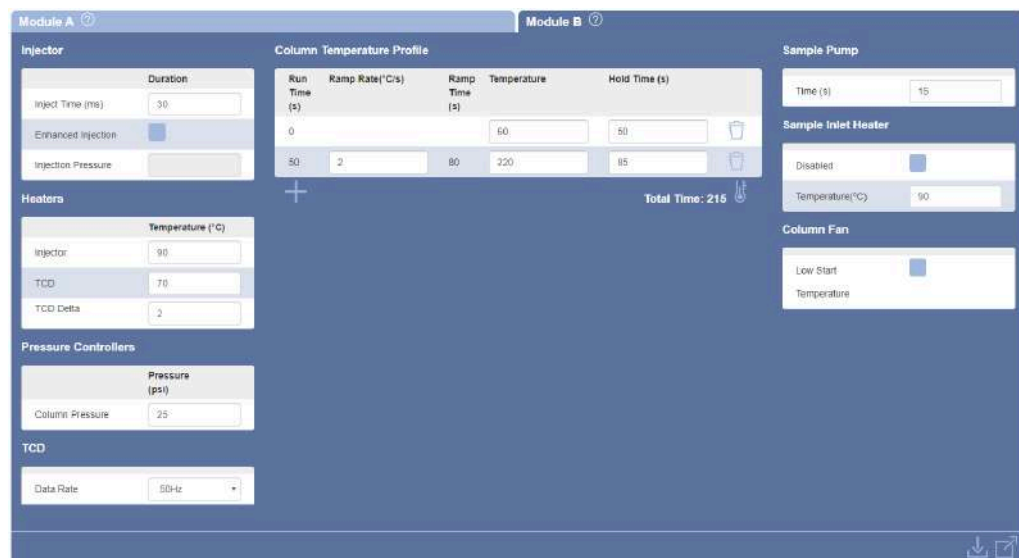 Module A ?
Module B ?
Injector
Duration
Inject Time (ms) 30
Enhanced Injection
Injection Pressure
Heaters
Temperature (°C)
Injector 90
TCD 70
TCD Delta 2
Pressure Controllers
Pressure
(psi)
Column Pressure 25
TCD
Data Rate 50Hz
Column Temperature Profile
Run Ramp Rate(°C/s) Ramp Temperature Hold Time (s)
Time Time
(s) (s)
0 60 50
50 2 80 220 85
Total Time: 215
Sample Pump
Time (s) 15
Sample Inlet Heater
Disabled
Temperature(°C) 90
Column Fan
Low Start
Temperature